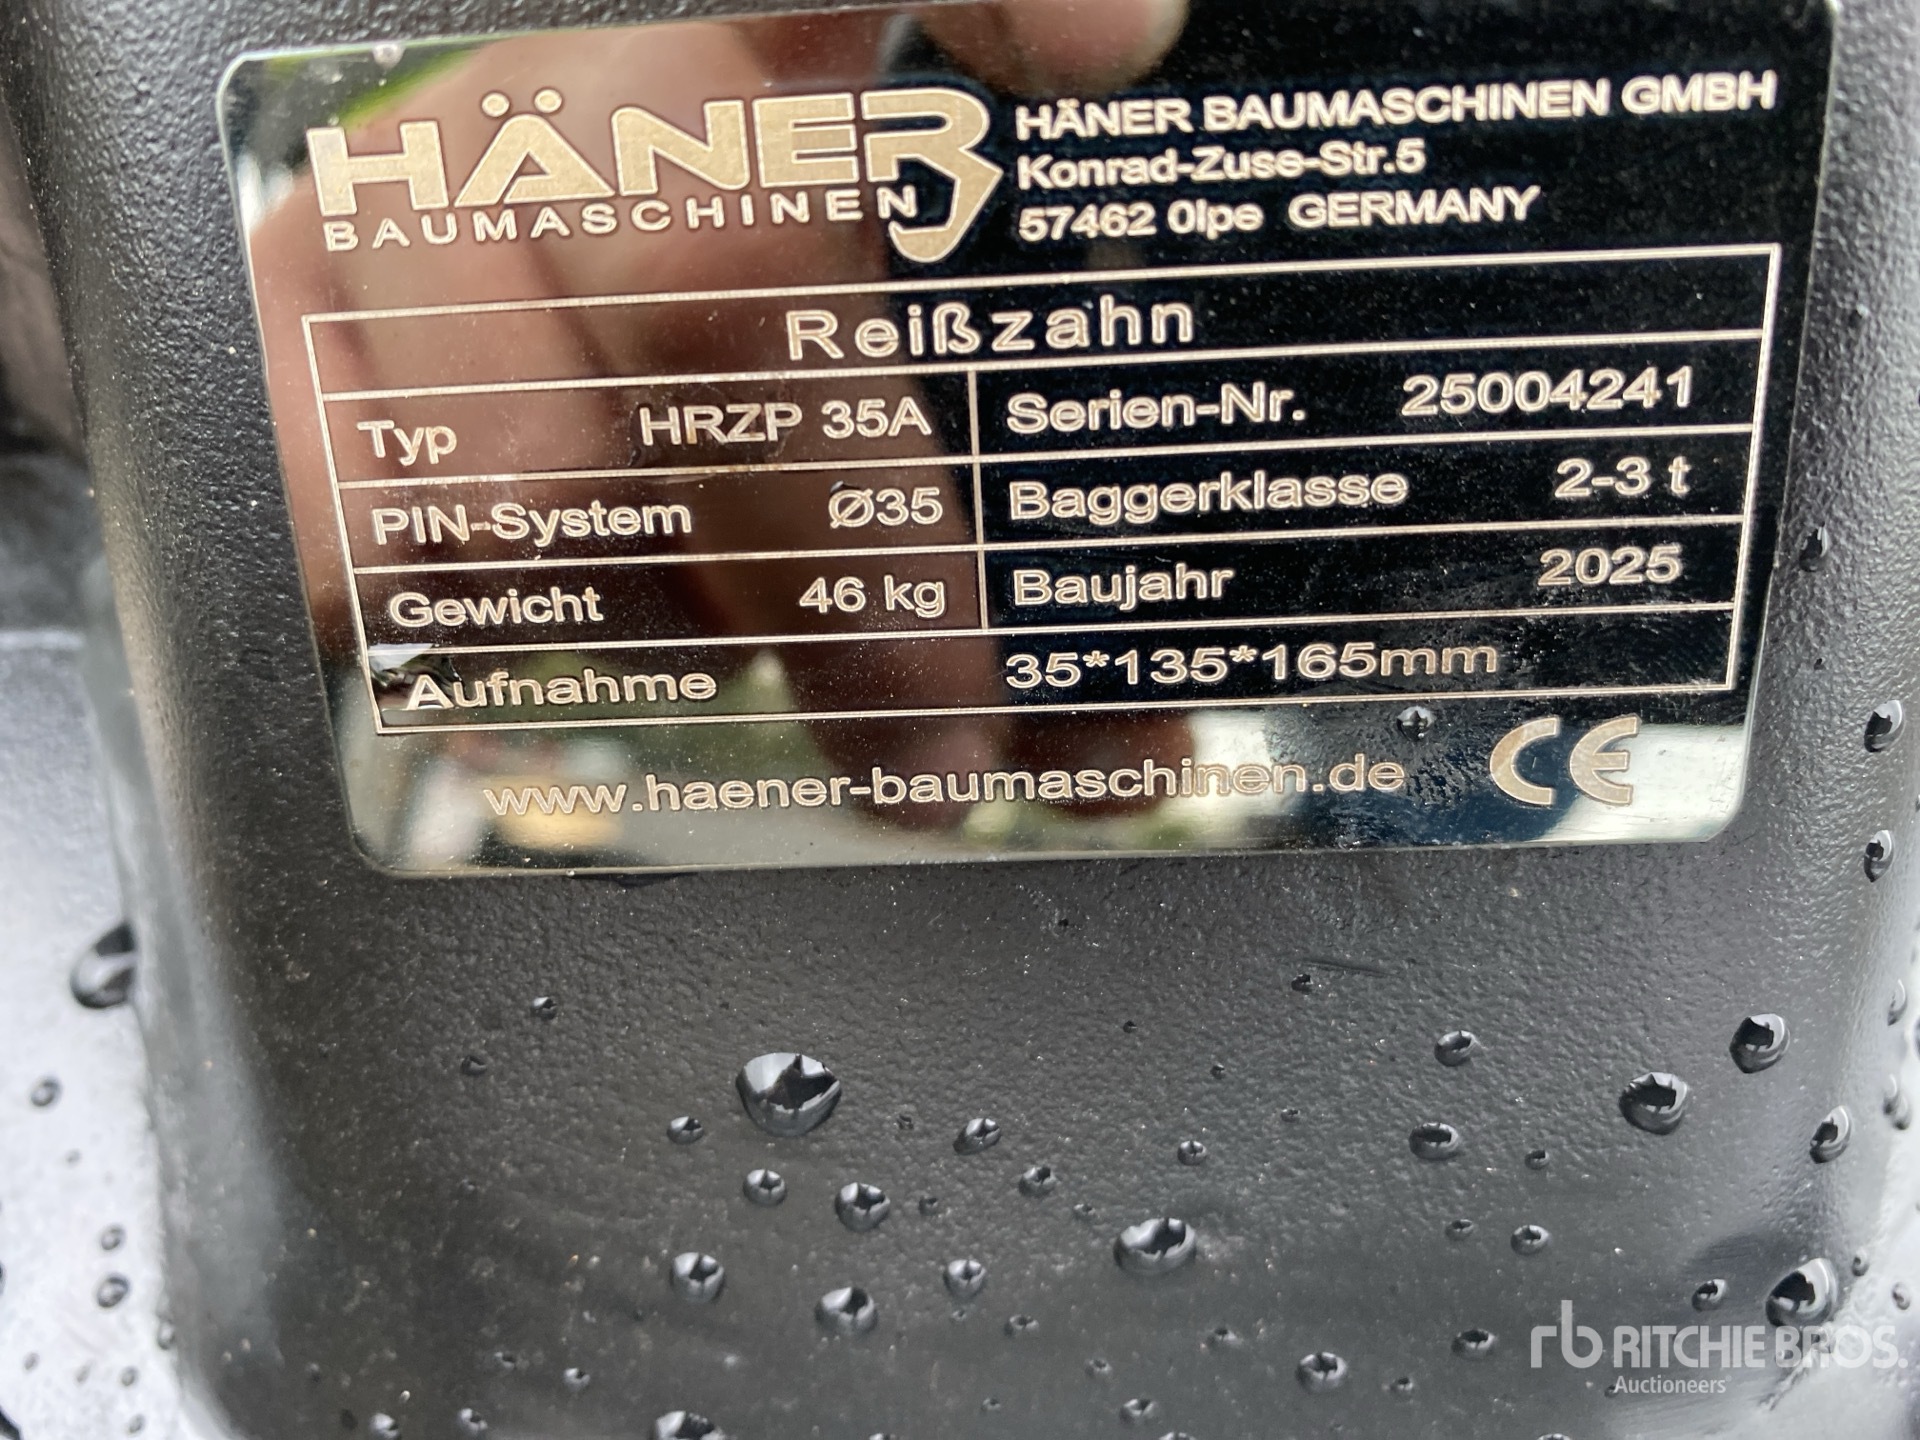 HÄNER
BAUMASCHINEN
HÄNER BAUMASCHINEN GMBH
Konrad-Zuse-Str.5
57462 Olpe GERMANY
Reißzahn
Typ HRZP 35A
Serien-Nr. 25004241
PIN-System Ø35
Baggerklasse 2-3 t
Gewicht 46 kg
Baujahr 2025
Aufnahme 35*135*165mm
www.haener-baumaschinen.de CE
rb RITCHIE BROS.
Auctioneers